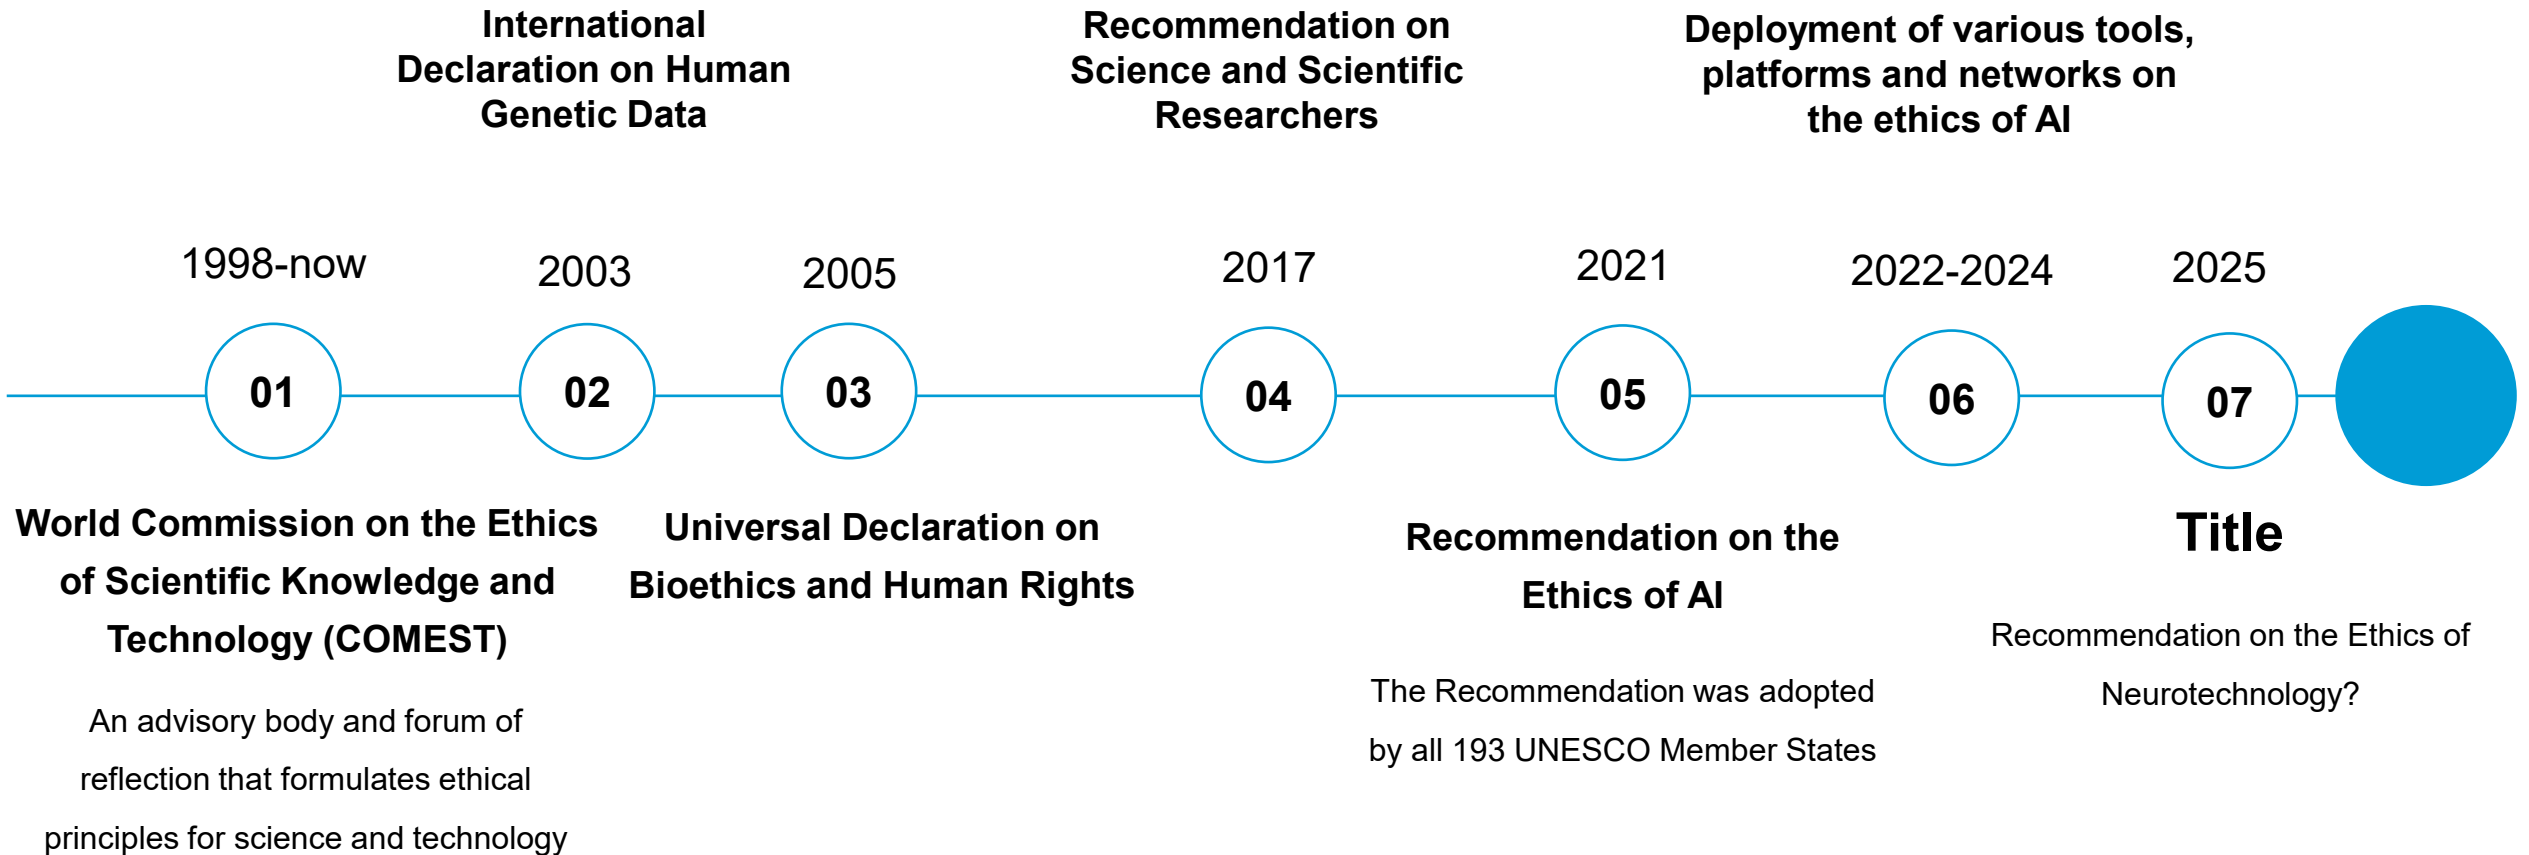 International
Declaration on Human
Genetic Data
Recommendation on
Science and Scientific
Researchers
Deployment of various tools,
platforms and networks on
the ethics of AI
1998-now
2003
2005
2017
2021
2022-2024
2025
01
02
03
04
05
06
07
World Commission on the Ethics
of Scientific Knowledge and
Technology (COMEST)
An advisory body and forum of
reflection that formulates ethical
principles for science and technology
Universal Declaration on
Bioethics and Human Rights
Recommendation on the
Ethics of AI
The Recommendation was adopted
by all 193 UNESCO Member States
Title
Recommendation on the Ethics of
Neurotechnology?